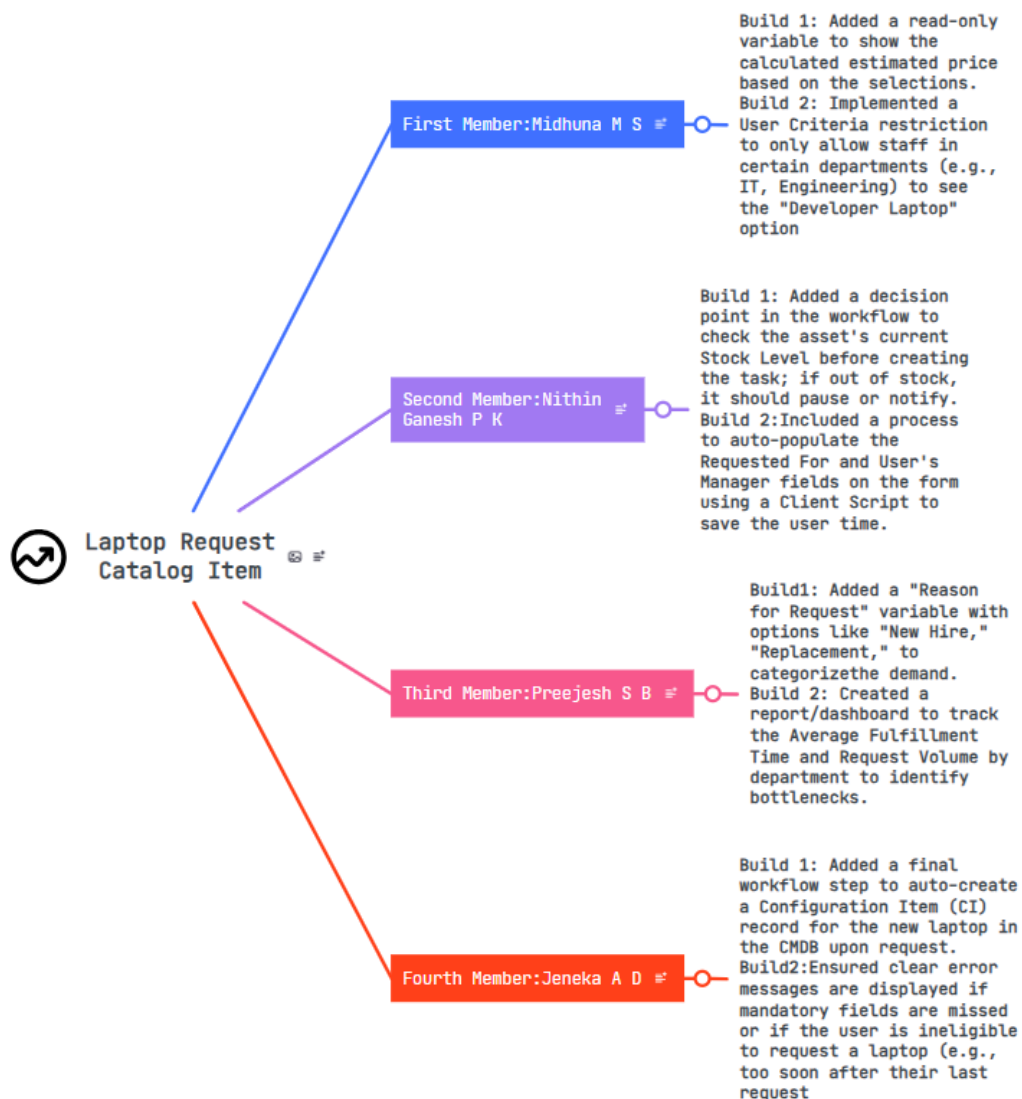 Build 1: Added a read-only
variable to show the
calculated estimated price
based on the selections.
Build 2: Implemented a
User Criteria restriction
to only allow staff in
certain departments (e.g.,
IT, Engineering) to see
the "Developer Laptop"
option
First Member:Midhuna M S
Build 1: Added a decision
point in the workflow to
check the asset's current
Stock Level before creating
the task; if out of stock,
it should pause or notify.
Build 2:Included a process
to auto-populate the
Requested For and User's
Manager fields on the form
using a Client Script to
save the user time.
Second Member:Nithin
Ganesh P K
Laptop Request
Catalog Item
Build1: Added a "Reason
for Request" variable with
options like "New Hire,"
"Replacement," to
categorizethe demand.
Build 2: Created a
report/dashboard to track
the Average Fulfillment
Time and Request Volume by
department to identify
bottlenecks.
Third Member:Preejesh S B
Build 1: Added a final
workflow step to auto-create
a Configuration Item (CI)
record for the new laptop in
the CMDB upon request.
Build2:Ensured clear error
messages are displayed if
mandatory fields are missed
or if the user is ineligible
to request a laptop (e.g.,
too soon after their last
request
Fourth Member:Jeneka A D